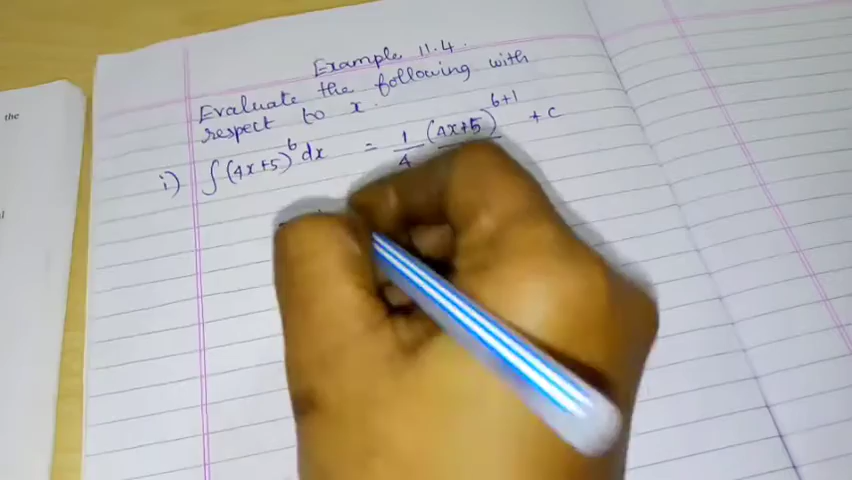 the
Example 11.4.
Evaluate the following with
respect to x.
i) ∫(4x+5)^6 dx = 1/4 (4x+5)^6+1 + c